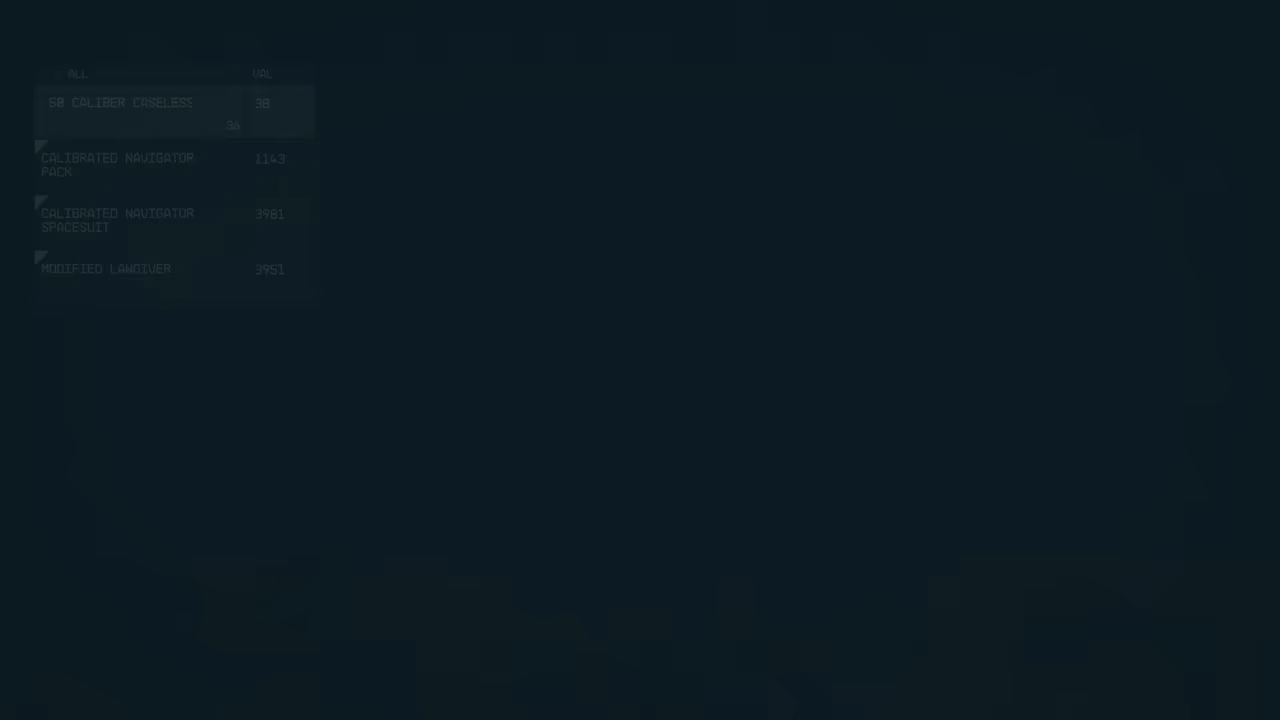 ALL VAL
50 CALIBER CASELESS 38
36
CALIBRATED NAVIGATOR 1143
PACK
CALIBRATED NAVIGATOR 3981
SPACESUIT
MODIFIED LAWGIVER 3951